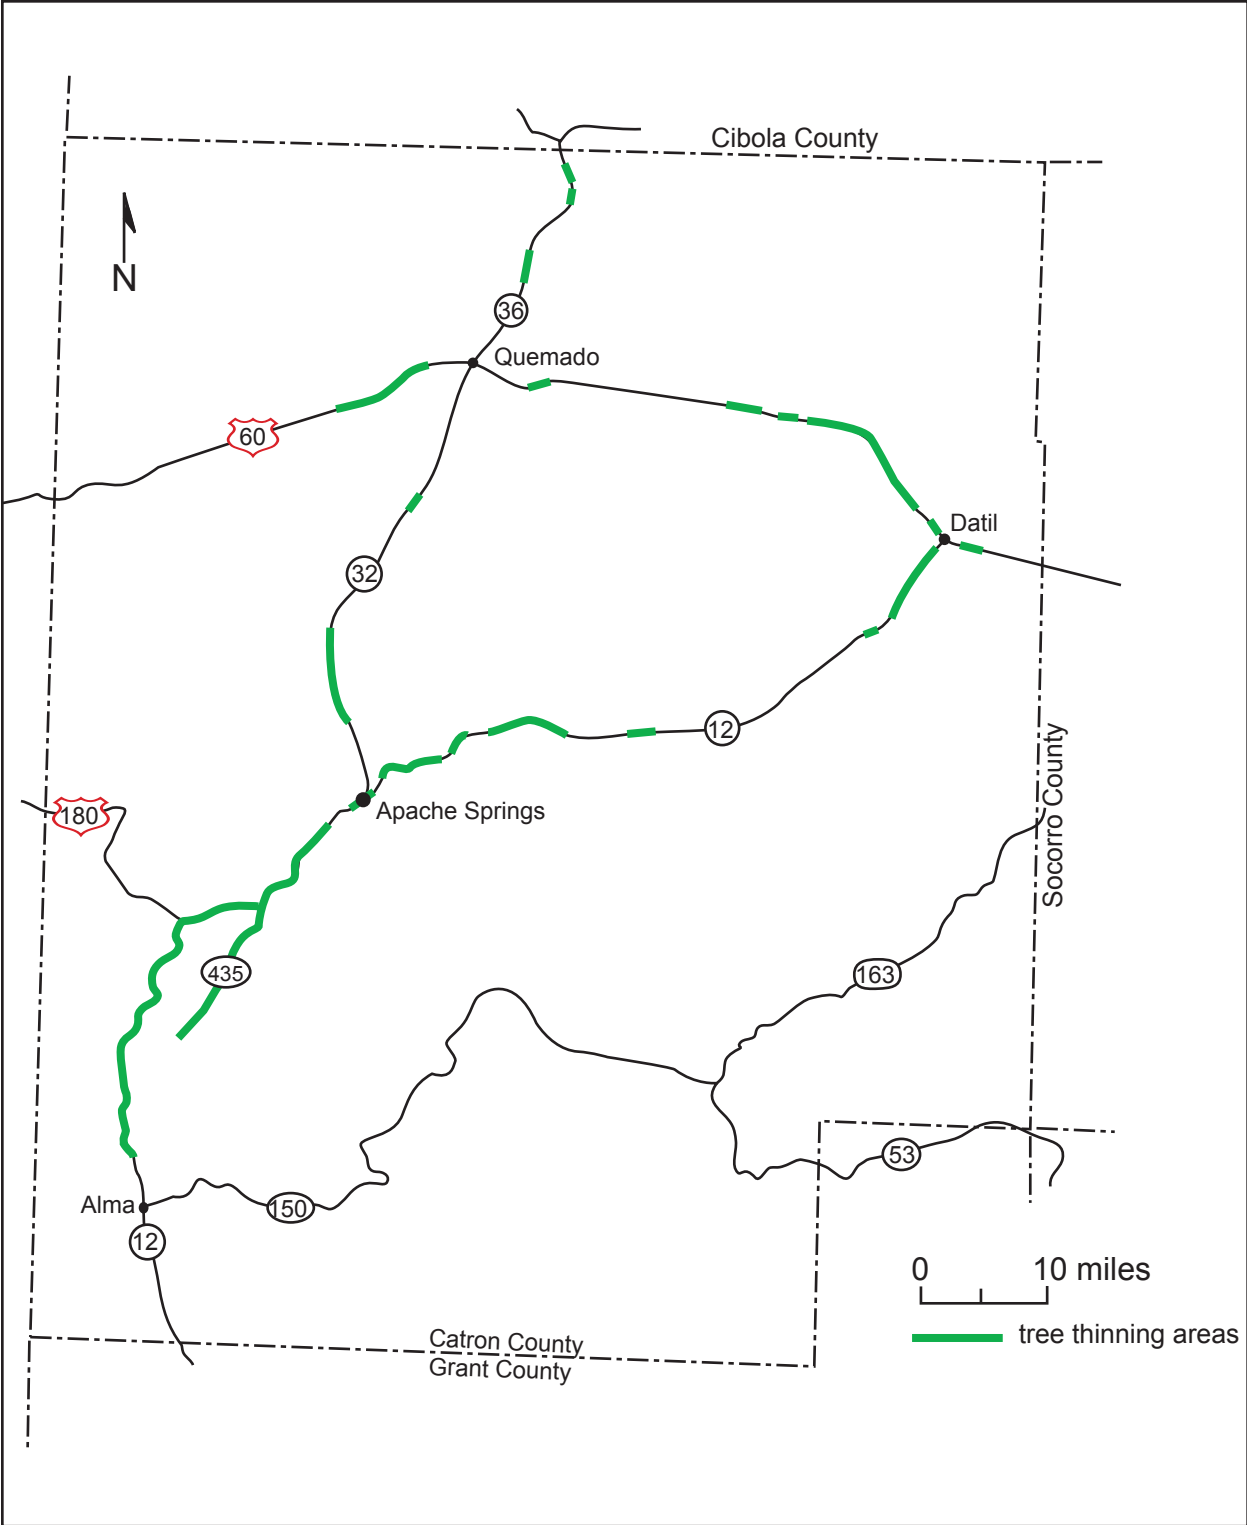 Cibola County
N
36
Quemado
60
Datil
32
12
Socorro County
180
Apache Springs
435
163
53
Alma
150
12
0 10 miles
tree thinning areas
Catron County
Grant County